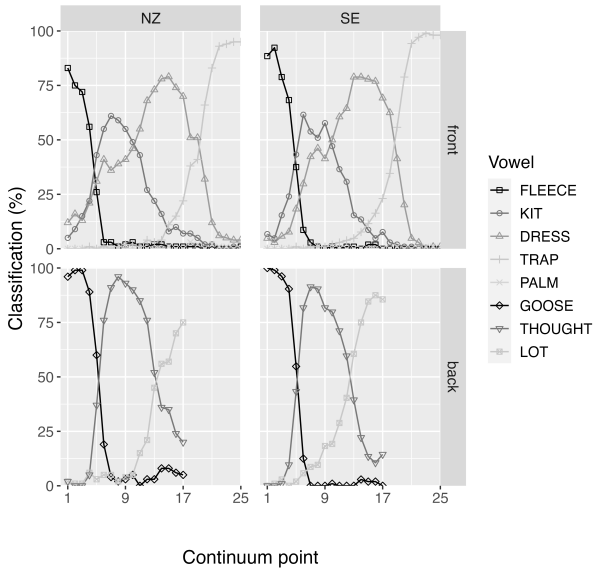 NZ SE
100
75
50
25
0
front
100
75
50
25
0
back
Classification (%)
1 9 17 25 1 9 17 25
Continuum point
Vowel
FLEECE
KIT
DRESS
TRAP
PALM
GOOSE
THOUGHT
LOT